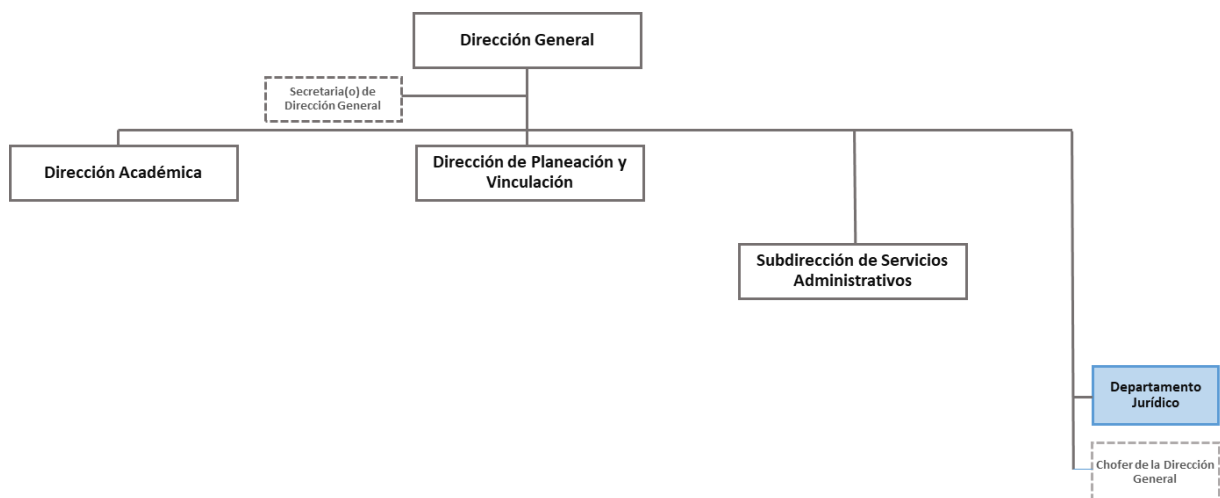 Dirección General
Secretaria(o) de
Dirección General
Dirección Académica
Dirección de Planeación y
Vinculación
Subdirección de Servicios
Administrativos
Departamento
Jurídico
Chofer de la Dirección
General